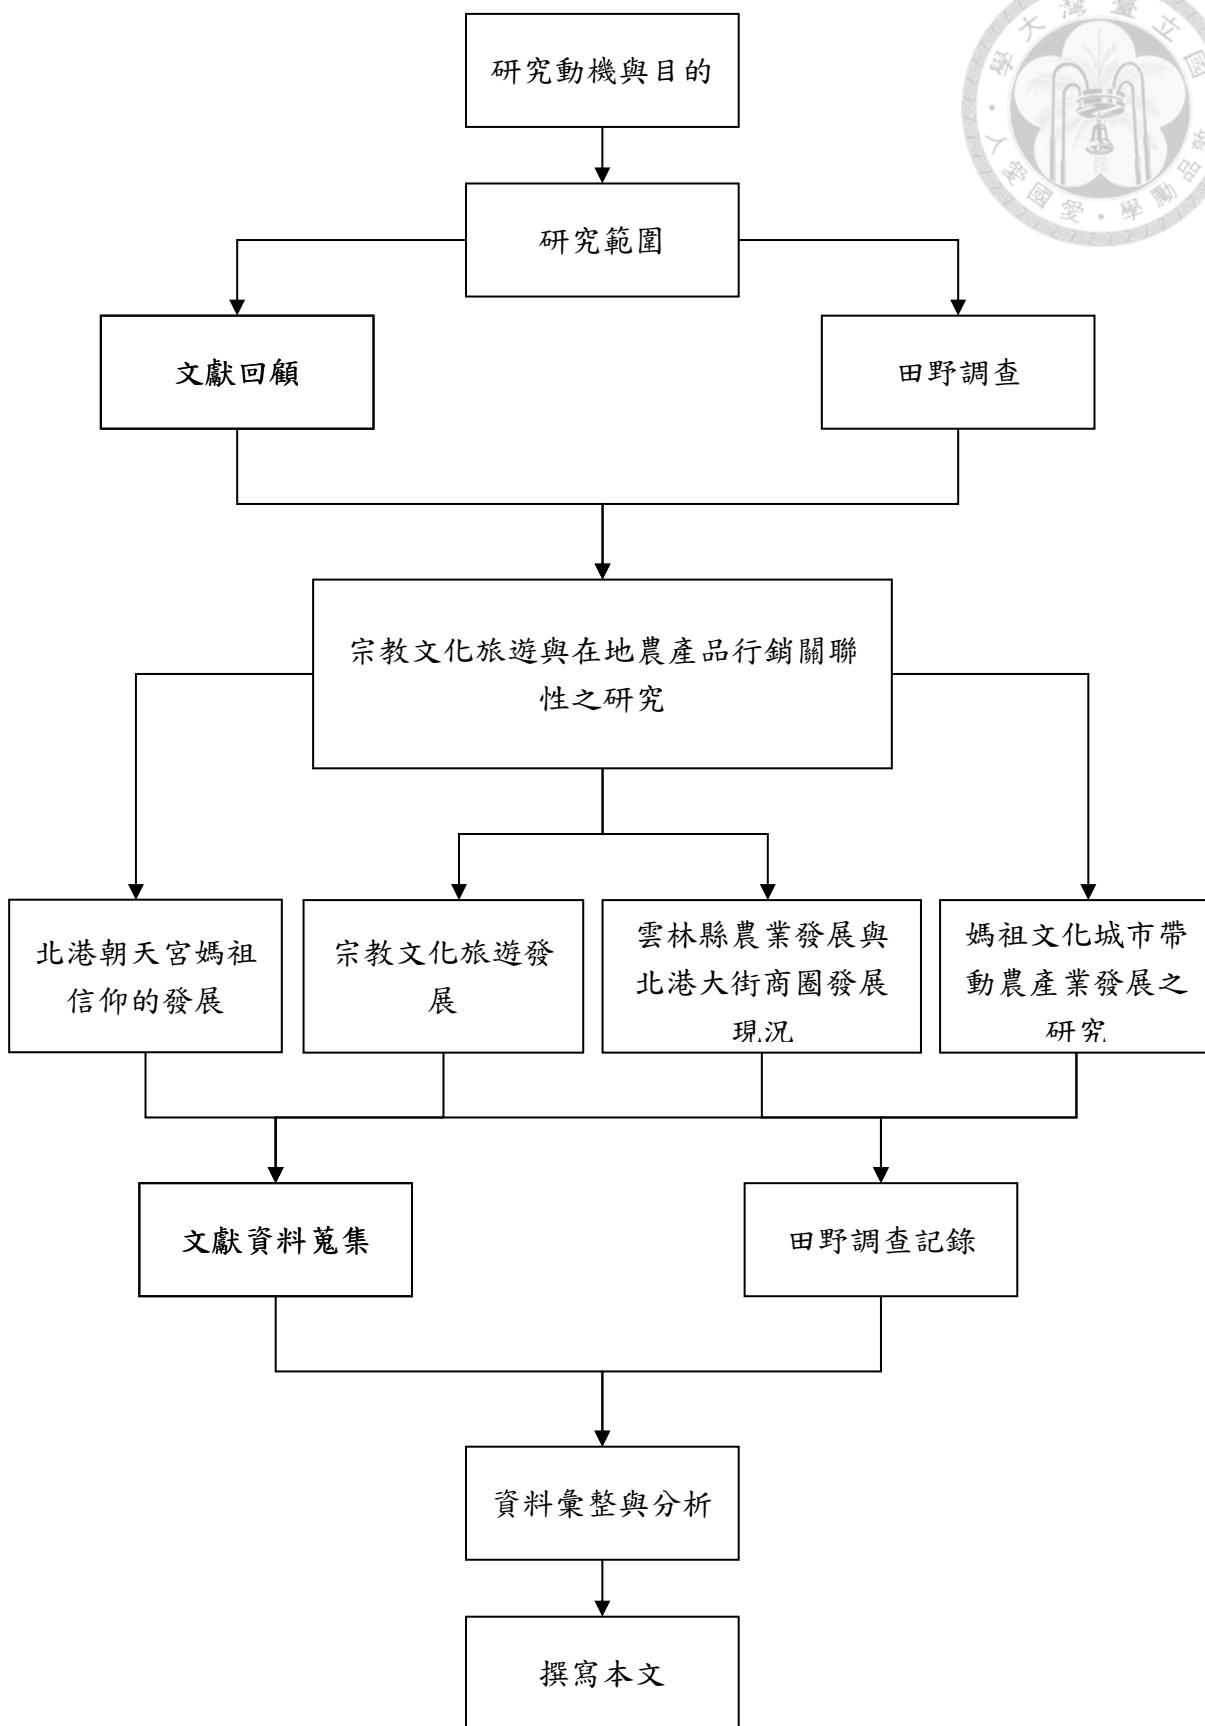 研究動機與目的
研究範圍
文獻回顧
田野調查
宗教文化旅遊與在地農產品行銷關聯
性之研究
北港朝天宮媽祖
信仰的發展
宗教文化旅遊發
展
雲林縣農業發展與
北港大街商圈發展
現況
媽祖文化城市帶
動農產業發展之
研究
文獻資料蒐集
田野調查記錄
資料彙整與分析
撰寫本文